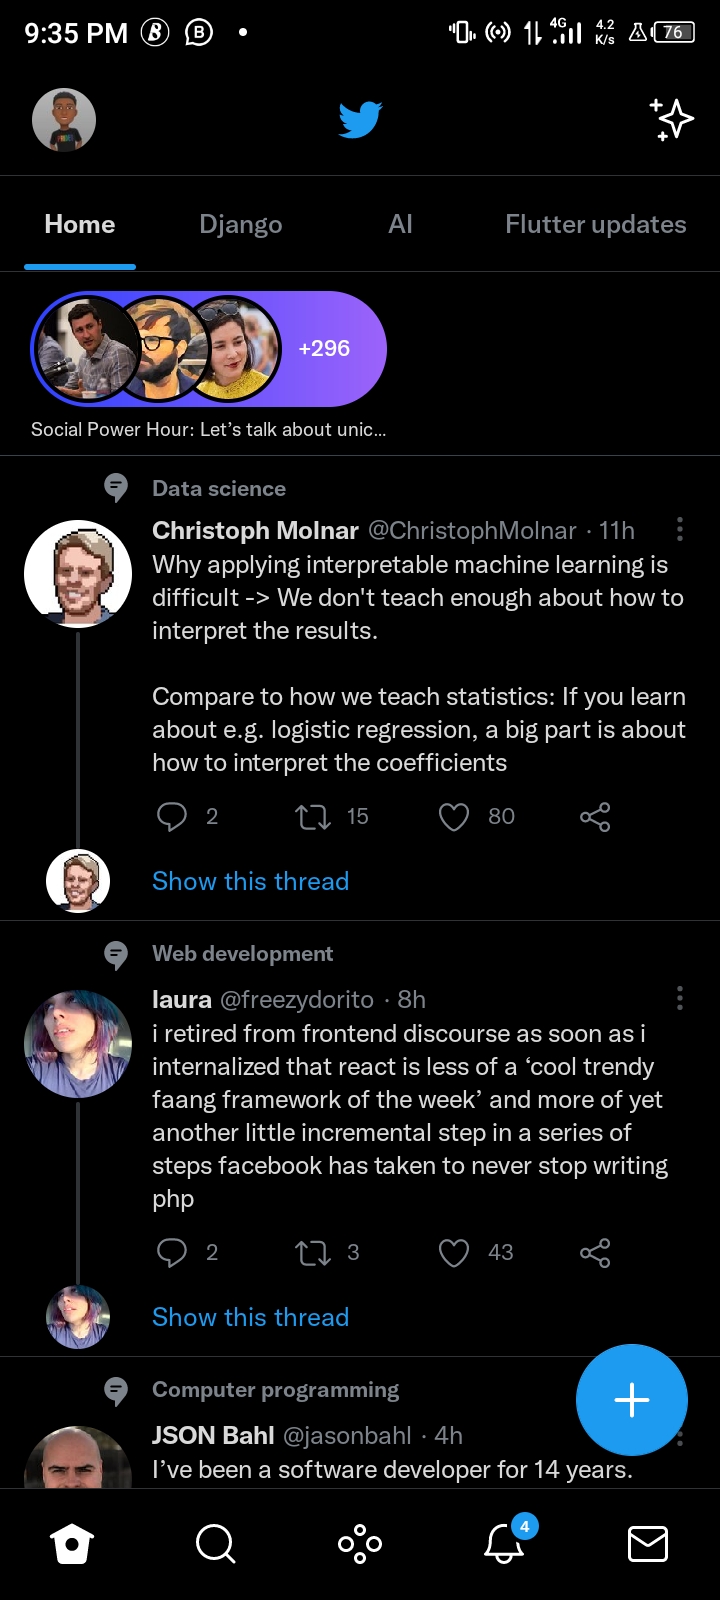 9:35 PM
4G 4.2 K/s 76
Home Django AI Flutter updates
+296
Social Power Hour: Let’s talk about unic...
Data science
Christoph Molnar @ChristophMolnar · 11h
Why applying interpretable machine learning is
difficult -> We don't teach enough about how to
interpret the results.
Compare to how we teach statistics: If you learn
about e.g. logistic regression, a big part is about
how to interpret the coefficients
2 15 80
Show this thread
Web development
laura @freezydorito · 8h
i retired from frontend discourse as soon as i
internalized that react is less of a ‘cool trendy
faang framework of the week’ and more of yet
another little incremental step in a series of
steps facebook has taken to never stop writing
php
2 3 43
Show this thread
Computer programming
JSON Bahl @jasonbahl · 4h
I’ve been a software developer for 14 years.
4